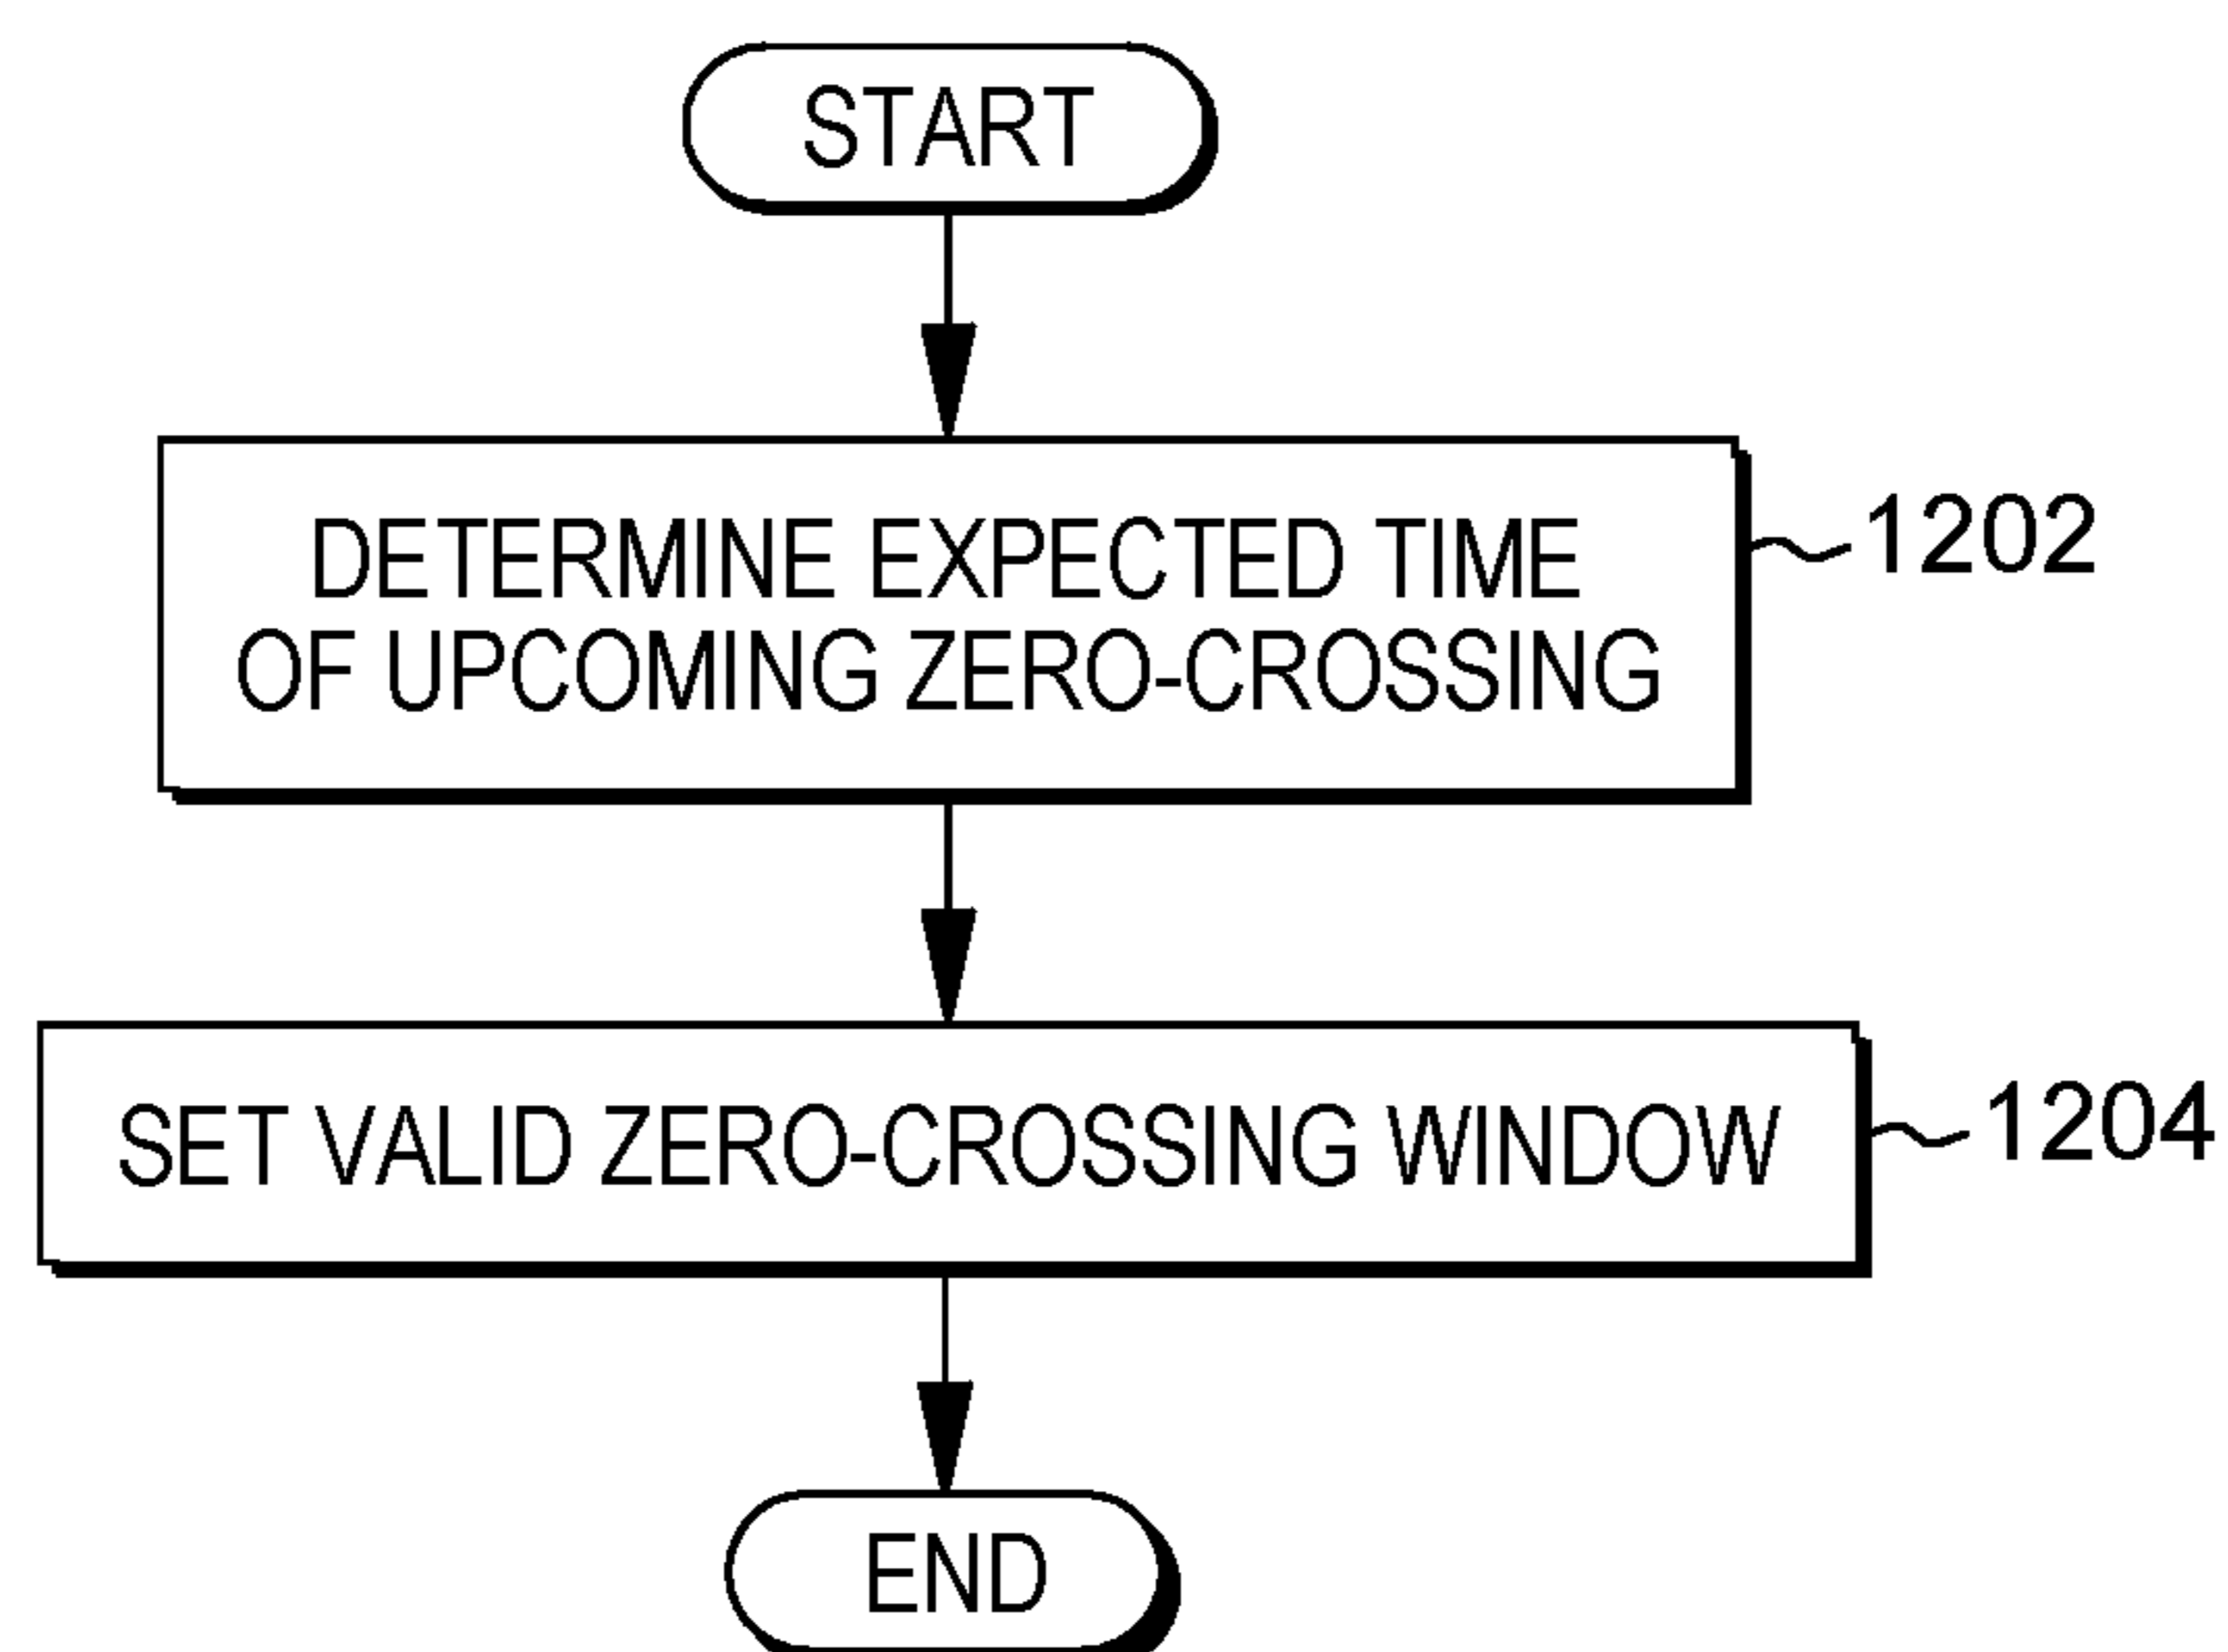 START
DETERMINE EXPECTED TIME
OF UPCOMING ZERO-CROSSING
1202
SET VALID ZERO-CROSSING WINDOW
1204
END